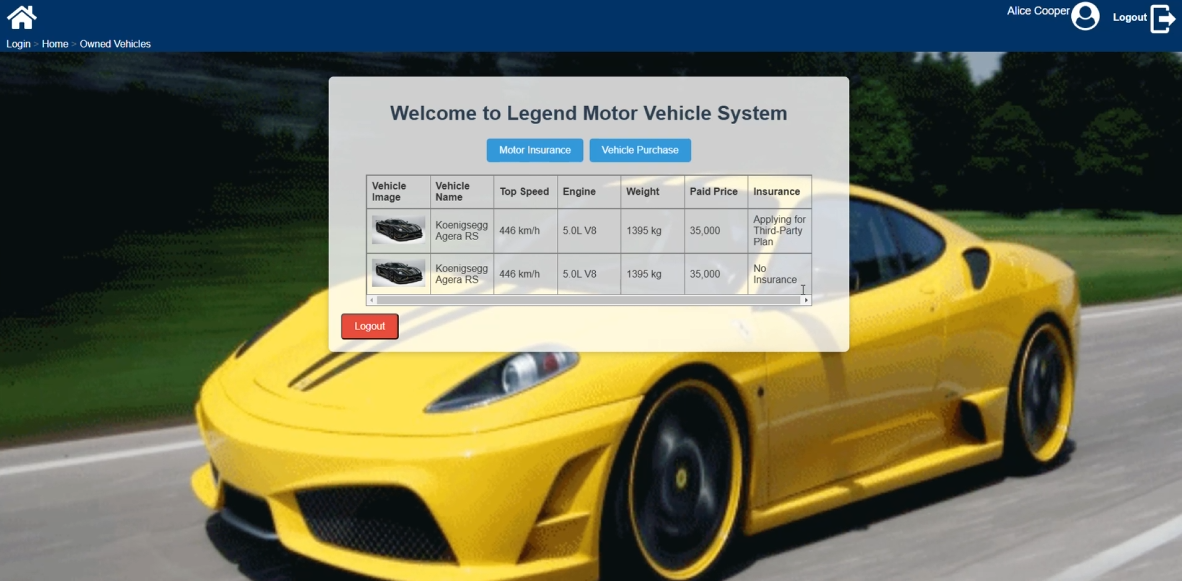 Alice Cooper
Logout
Login > Home > Owned Vehicles
Welcome to Legend Motor Vehicle System
Motor Insurance
Vehicle Purchase
Vehicle Image
Vehicle Name
Top Speed
Engine
Weight
Paid Price
Insurance
Koenigsegg Agera RS
446 km/h
5.0L V8
1395 kg
35,000
Applying for Third-Party Plan
Koenigsegg Agera RS
446 km/h
5.0L V8
1395 kg
35,000
No Insurance
Logout